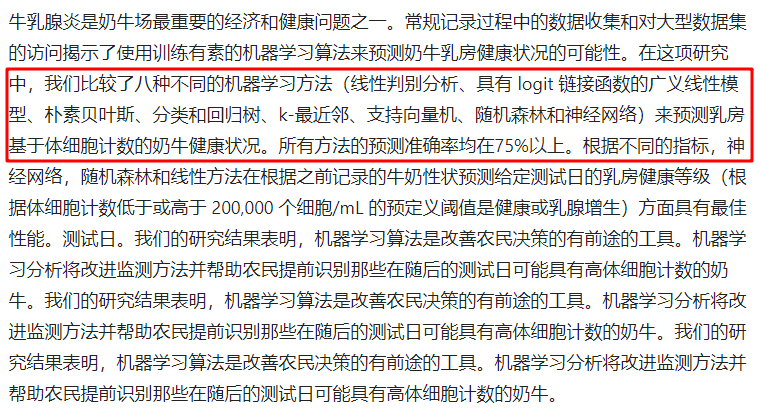 牛乳腺炎是奶牛场最重要的经济和健康问题之一。常规记录过程中的数据收集和对大型数据集
的访问揭示了使用训练有素的机器学习算法来预测奶牛乳房健康状况的可能性。在这项研究
中，我们比较了八种不同的机器学习方法（线性判别分析、具有 logit 链接函数的广义线性模
型、朴素贝叶斯、分类和回归树、k-最近邻、支持向量机、随机森林和神经网络）来预测乳房
基于体细胞计数的奶牛健康状况。所有方法的预测准确率均在75%以上。根据不同的指标，神
经网络，随机森林和线性方法在根据之前记录的牛奶性状预测给定测试日的乳房健康等级（根
据体细胞计数低于或高于 200,000 个细胞/mL 的预定义阈值是健康或乳腺增生）方面具有最佳
性能。测试日。我们的研究结果表明，机器学习算法是改善农民决策的有前途的工具。机器学
习分析将改进监测方法并帮助农民提前识别那些在随后的测试日可能具有高体细胞计数的奶
牛。我们的研究结果表明，机器学习算法是改善农民决策的有前途的工具。机器学习分析将改
进监测方法并帮助农民提前识别那些在随后的测试日可能具有高体细胞计数的奶牛。我们的研
究结果表明，机器学习算法是改善农民决策的有前途的工具。机器学习分析将改进监测方法并
帮助农民提前识别那些在随后的测试日可能具有高体细胞计数的奶牛。